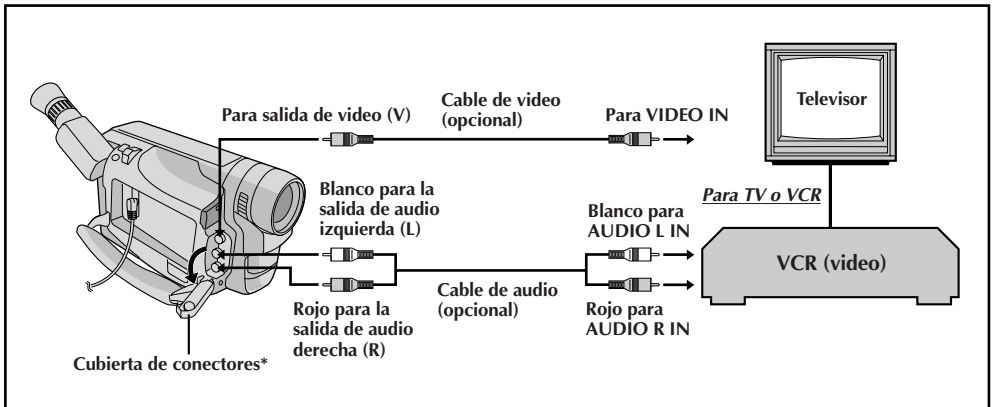 Para salida de video (V)
Cable de video
(opcional)
Para VIDEO IN
Televisor
Para TV o VCR
Blanco para la
salida de audio
izquierda (L)
Blanco para
AUDIO L IN
VCR (video)
Rojo para la
salida de audio
derecha (R)
Cable de audio
(opcional)
Rojo para
AUDIO R IN
Cubierta de conectores*